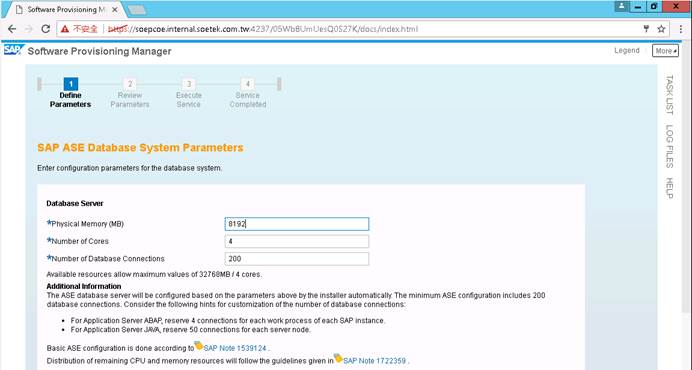 Software Provisioning M
不安全 https://soepcoe.internal.soetek.com.tw:4237/05Wb8UmUesQ0S27K/docs/index.html
SAP Software Provisioning Manager
Legend More
1 2 3 4
Define Parameters Review Parameters Execute Service Service Completed
TASK LIST LOG FILES HELP
SAP ASE Database System Parameters
Enter configuration parameters for the database system.
Database Server
*Physical Memory (MB) 8192
*Number of Cores 4
*Number of Database Connections 200
Available resources allow maximum values of 32768MB / 4 cores.
Additional Information
The ASE database server will be configured based on the parameters above by the installer automatically. The minimum ASE configuration includes 200
database connections. Consider the following hints for customization of the number of database connections:
• For Application Server ABAP, reserve 4 connections for each work process of each SAP instance.
• For Application Server JAVA, reserve 50 connections for each server node.
Basic ASE configuration is done according to SAP Note 1539124 .
Distribution of remaining CPU and memory resources will follow the guidelines given in SAP Note 1722359 .